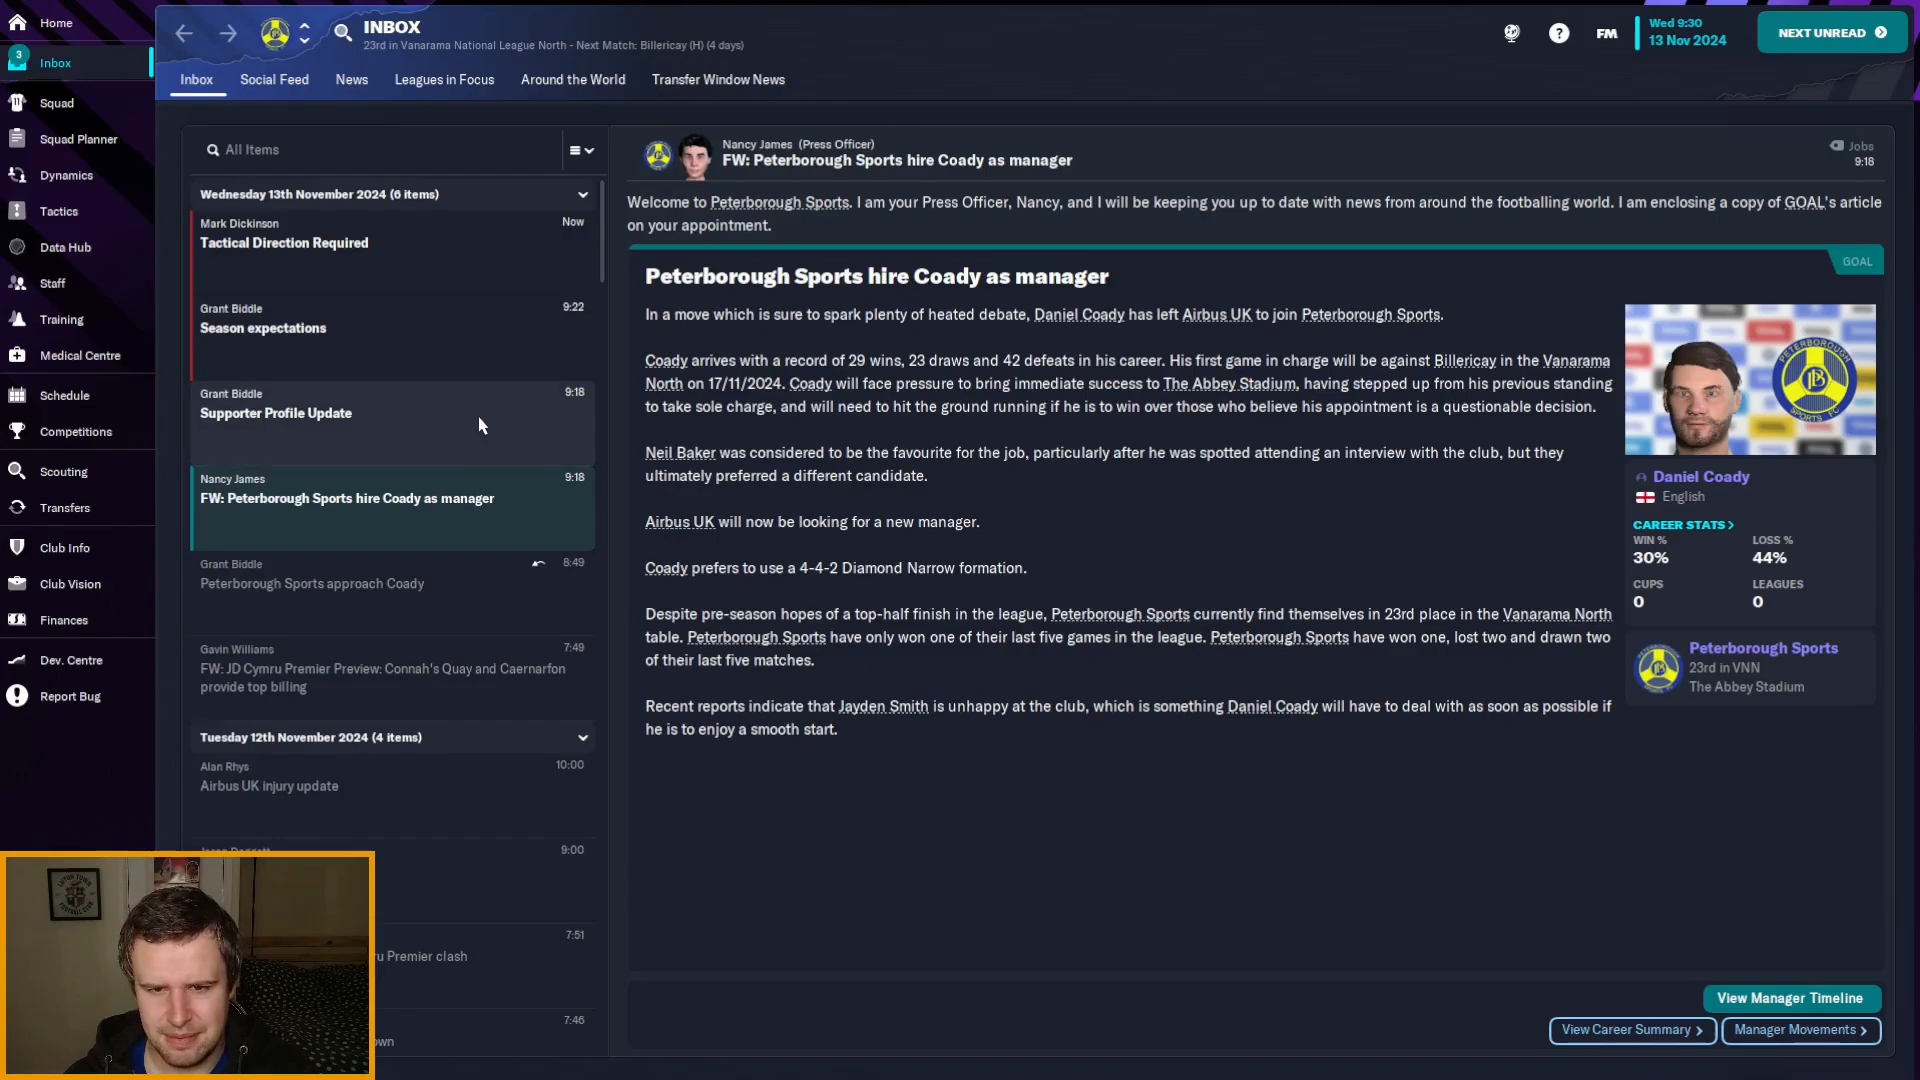 Home
3
Inbox
Squad
Squad Planner
Dynamics
Tactics
Data Hub
Staff
Training
Medical Centre
Schedule
Competitions
Scouting
Transfers
Club Info
Club Vision
Finances
Dev. Centre
Report Bug
INBOX
23rd in Vanarama National League North - Next Match: Billericay (H) (4 days)
FM
Wed 9:30
13 Nov 2024
NEXT UNREAD
Inbox
Social Feed
News
Leagues in Focus
Around the World
Transfer Window News
All Items
Wednesday 13th November 2024 (6 items)
Mark Dickinson
Now
Tactical Direction Required
Grant Biddle
9:22
Season expectations
Grant Biddle
9:18
Supporter Profile Update
Nancy James
9:18
FW: Peterborough Sports hire Coady as manager
Grant Biddle
8:49
Peterborough Sports approach Coady
Gavin Williams
7:49
FW: JD Cymru Premier Preview: Connah's Quay and Caernarfon
provide top billing
Tuesday 12th November 2024 (4 items)
Alan Rhys
10:00
Airbus UK injury update
9:00
7:51
ru Premier clash
7:46
own
Nancy James (Press Officer)
FW: Peterborough Sports hire Coady as manager
Jobs
9:18
Welcome to Peterborough Sports. I am your Press Officer, Nancy, and I will be keeping you up to date with news from around the footballing world. I am enclosing a copy of GOAL's article
on your appointment.
GOAL
Peterborough Sports hire Coady as manager
In a move which is sure to spark plenty of heated debate, Daniel Coady has left Airbus UK to join Peterborough Sports.
Coady arrives with a record of 29 wins, 23 draws and 42 defeats in his career. His first game in charge will be against Billericay in the Vanarama
North on 17/11/2024. Coady will face pressure to bring immediate success to The Abbey Stadium, having stepped up from his previous standing
to take sole charge, and will need to hit the ground running if he is to win over those who believe his appointment is a questionable decision.
Neil Baker was considered to be the favourite for the job, particularly after he was spotted attending an interview with the club, but they
ultimately preferred a different candidate.
Airbus UK will now be looking for a new manager.
Coady prefers to use a 4-4-2 Diamond Narrow formation.
Despite pre-season hopes of a top-half finish in the league, Peterborough Sports currently find themselves in 23rd place in the Vanarama North
table. Peterborough Sports have only won one of their last five games in the league. Peterborough Sports have won one, lost two and drawn two
of their last five matches.
Recent reports indicate that Jayden Smith is unhappy at the club, which is something Daniel Coady will have to deal with as soon as possible if
he is to enjoy a smooth start.
PETERBOROUGH
SPORTS FC
Daniel Coady
English
CAREER STATS
WIN %
LOSS %
30%
44%
CUPS
LEAGUES
0
0
Peterborough Sports
23rd in VNN
The Abbey Stadium
View Manager Timeline
View Career Summary
Manager Movements
LUTON TOWN